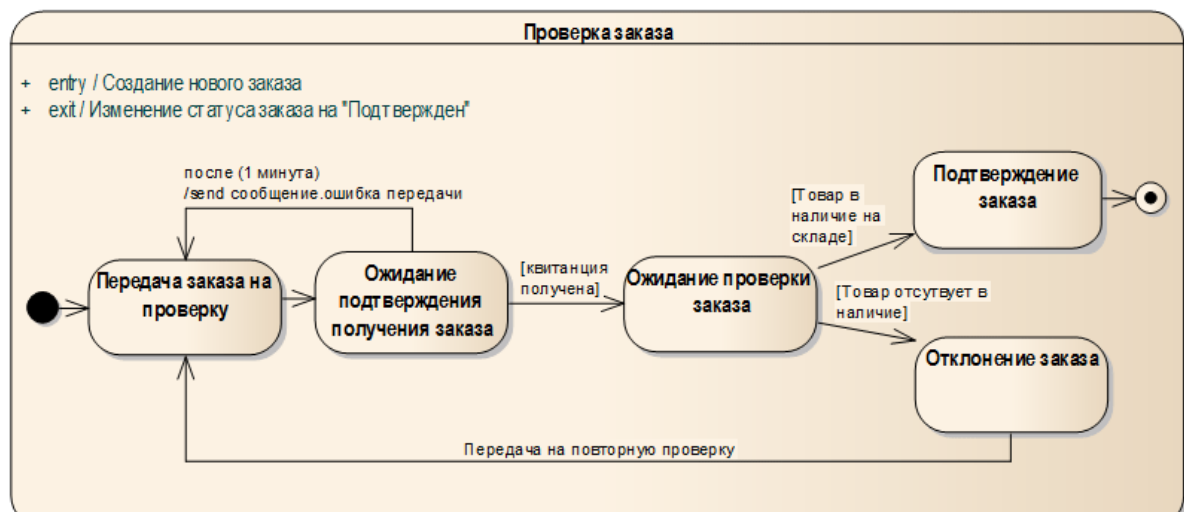 Проверка заказа
+ entry / Создание нового заказа
+ exit / Изменение статуса заказа на "Подтвержден"
после (1 минута)
/send сообщение.ошибка передачи
Передача заказа на
проверку
Ожидание
подтверждения
получения заказа
[квитанция
получена]
Ожидание проверки
заказа
[Товар в
наличие на
складе]
Подтверждение
заказа
[Товар отсутвует в
наличие]
Отклонение заказа
Передача на повторную проверку